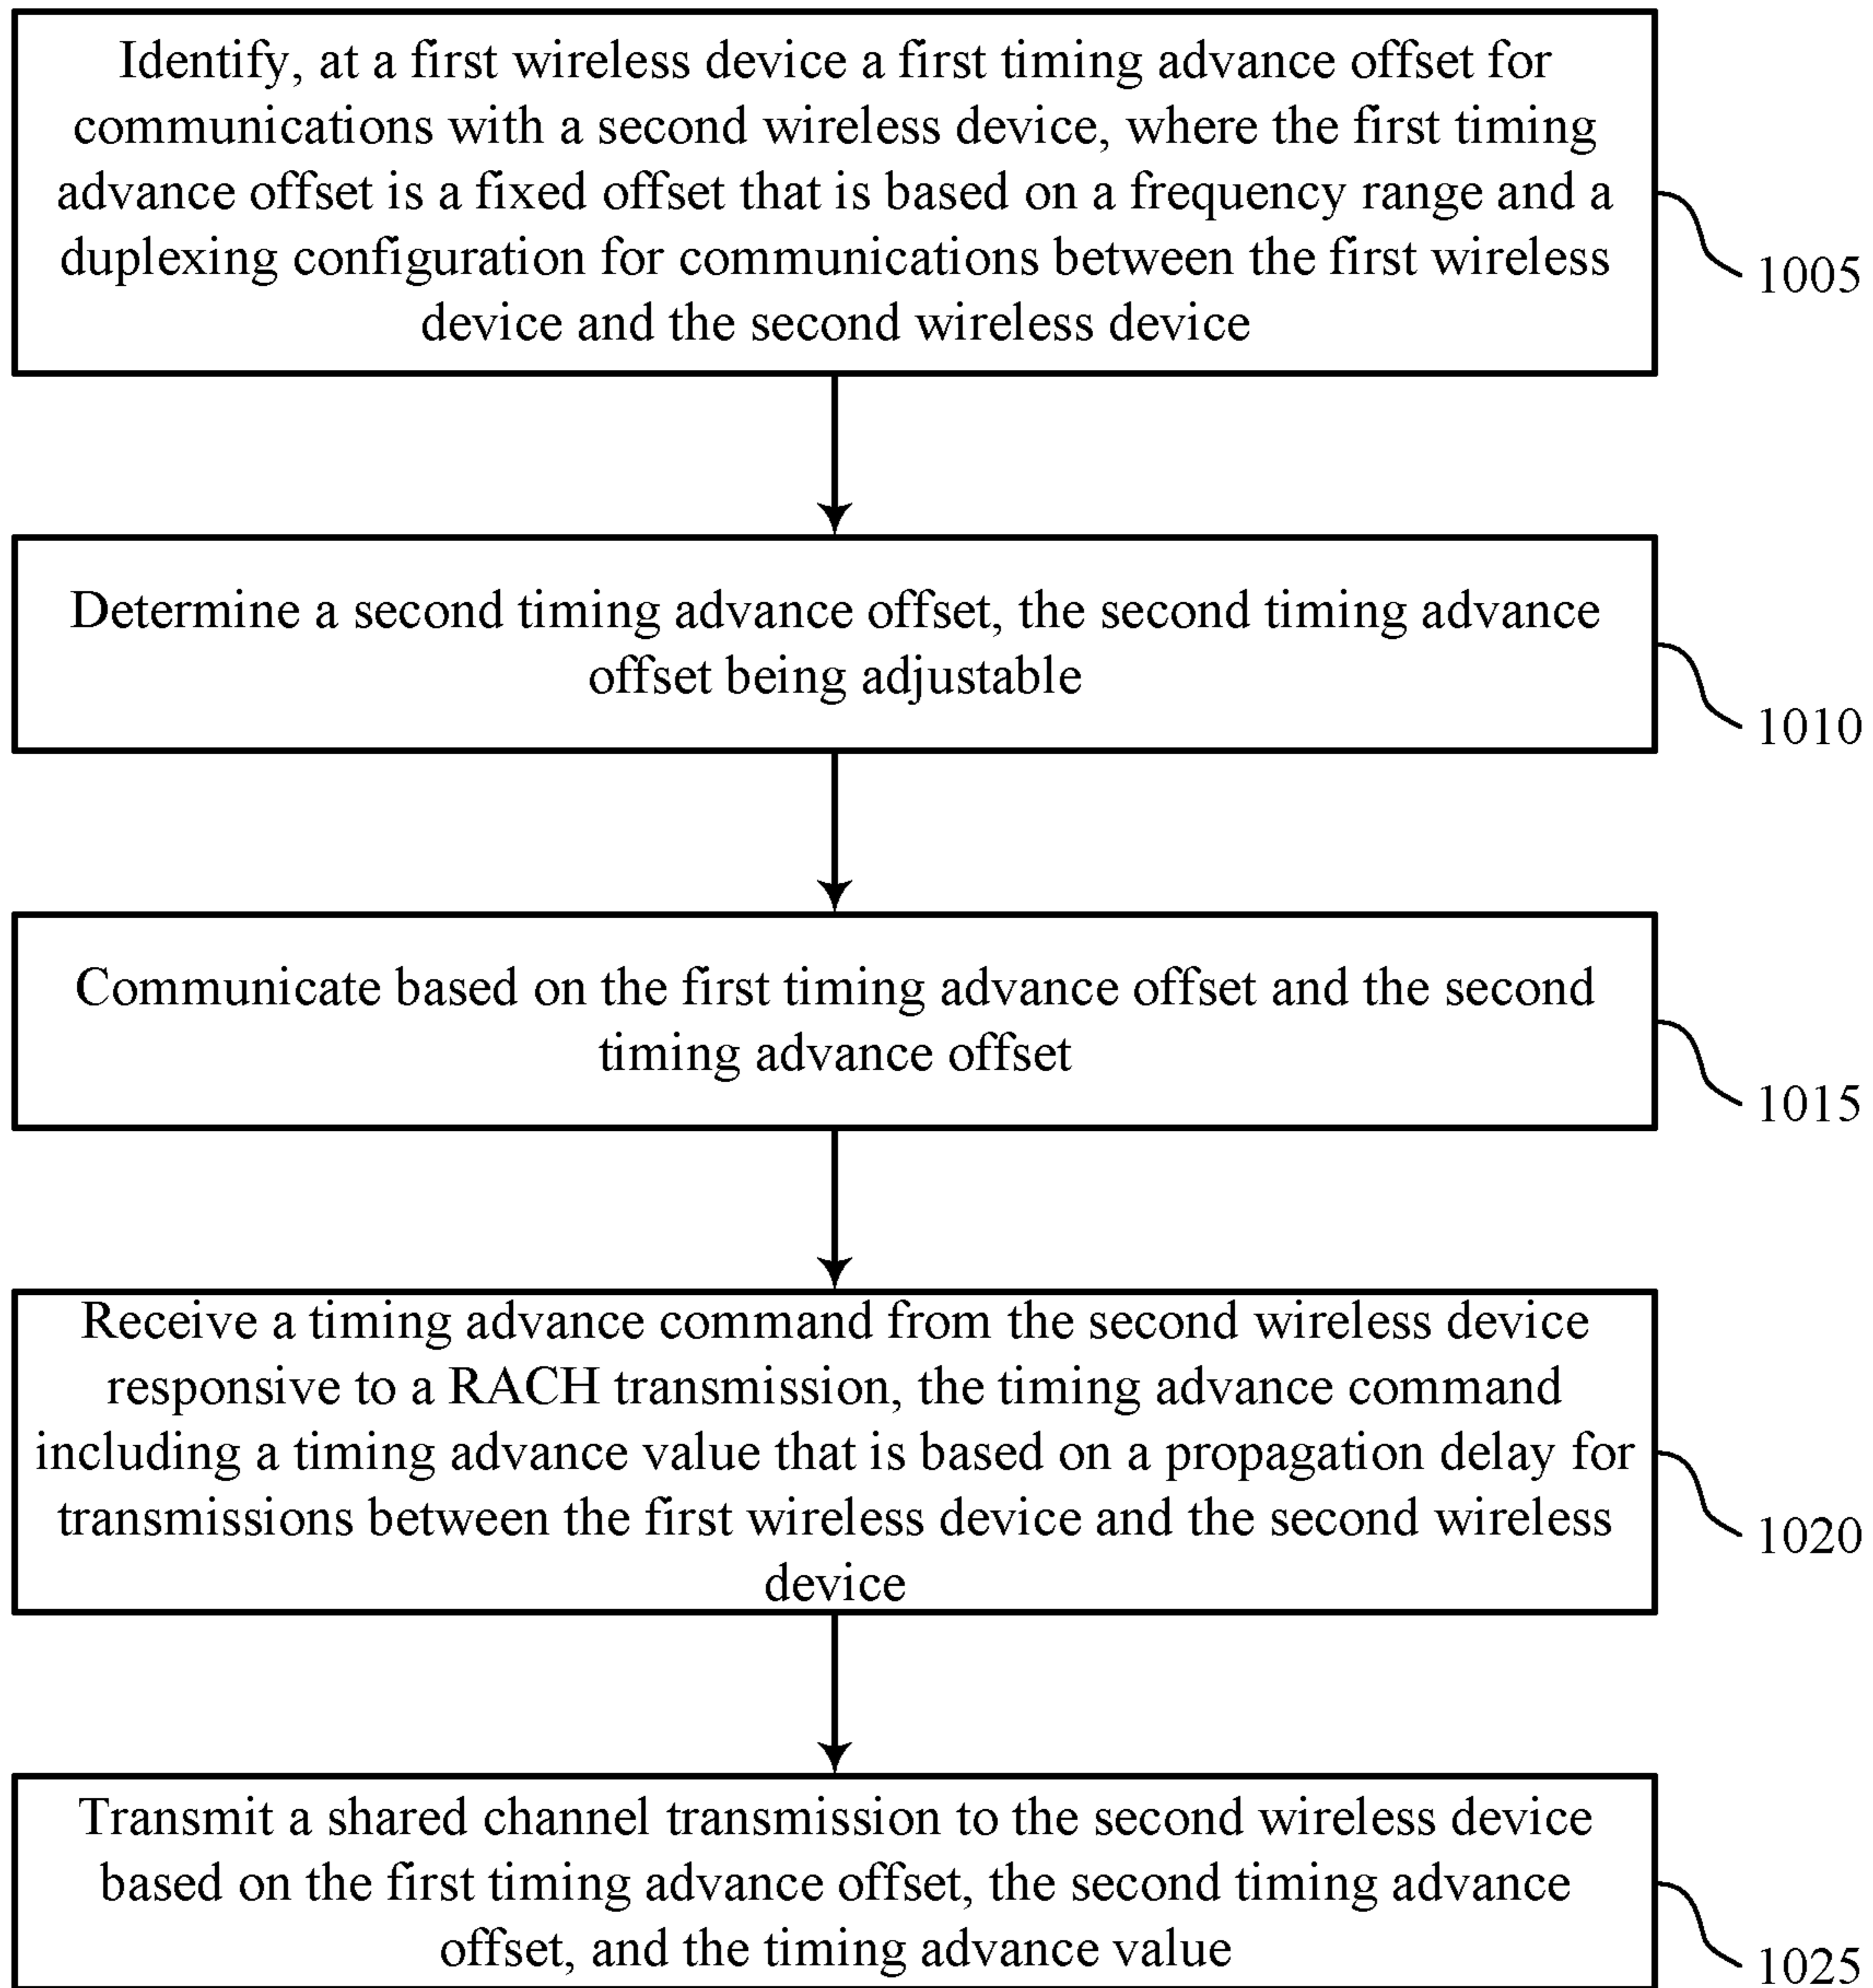 Identify, at a first wireless device a first timing advance offset for
communications with a second wireless device, where the first timing
advance offset is a fixed offset that is based on a frequency range and a
duplexing configuration for communications between the first wireless
device and the second wireless device
1005
Determine a second timing advance offset, the second timing advance
offset being adjustable
1010
Communicate based on the first timing advance offset and the second
timing advance offset
1015
Receive a timing advance command from the second wireless device
responsive to a RACH transmission, the timing advance command
including a timing advance value that is based on a propagation delay for
transmissions between the first wireless device and the second wireless
device
1020
Transmit a shared channel transmission to the second wireless device
based on the first timing advance offset, the second timing advance
offset, and the timing advance value
1025